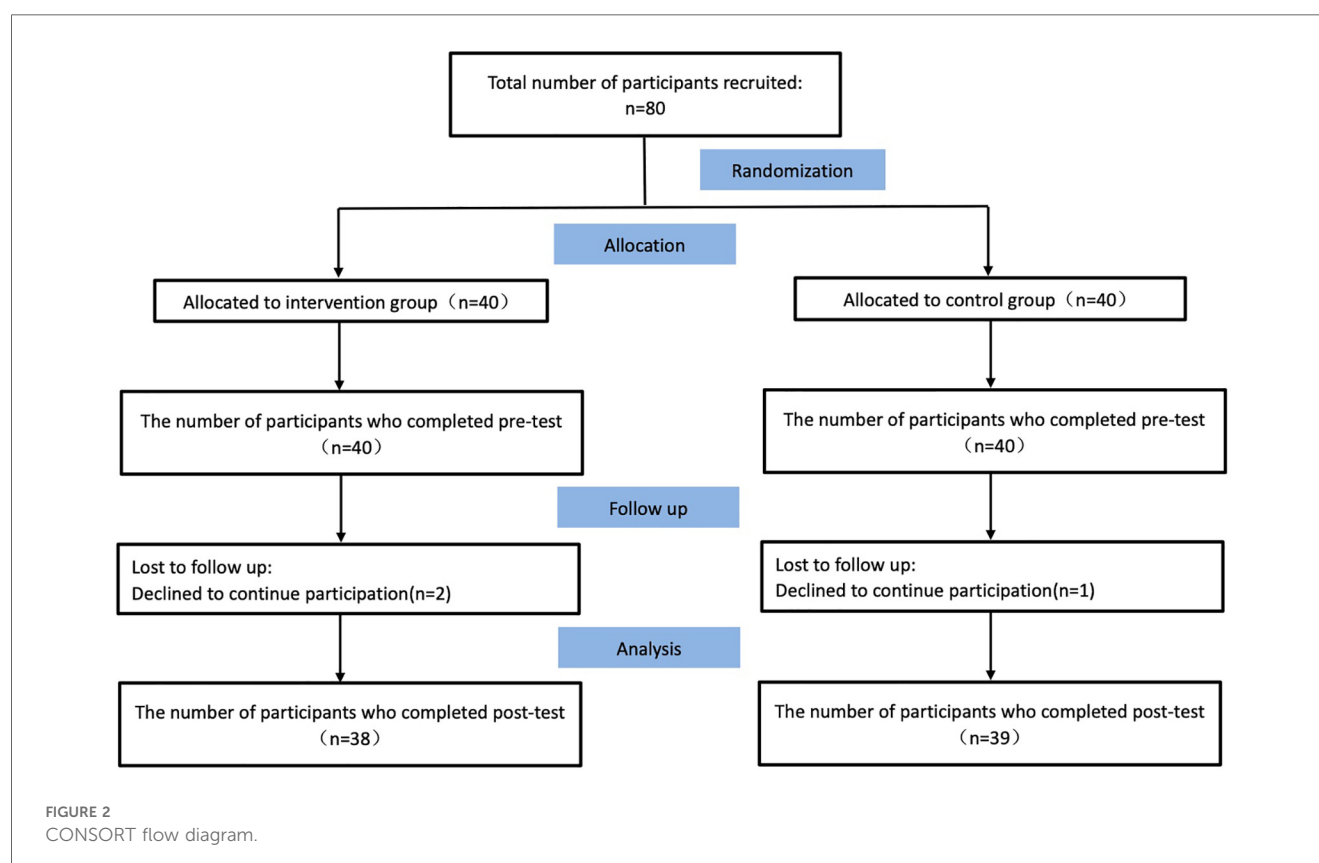 Total number of participants recruited:
n=80
Randomization
Allocation
Allocated to intervention group（n=40）
Allocated to control group（n=40）
The number of participants who completed pre-test
（n=40）
The number of participants who completed pre-test
（n=40）
Follow up
Lost to follow up:
Declined to continue participation(n=2)
Lost to follow up:
Declined to continue participation(n=1)
Analysis
The number of participants who completed post-test
（n=38）
The number of participants who completed post-test
（n=39）
FIGURE 2
CONSORT flow diagram.